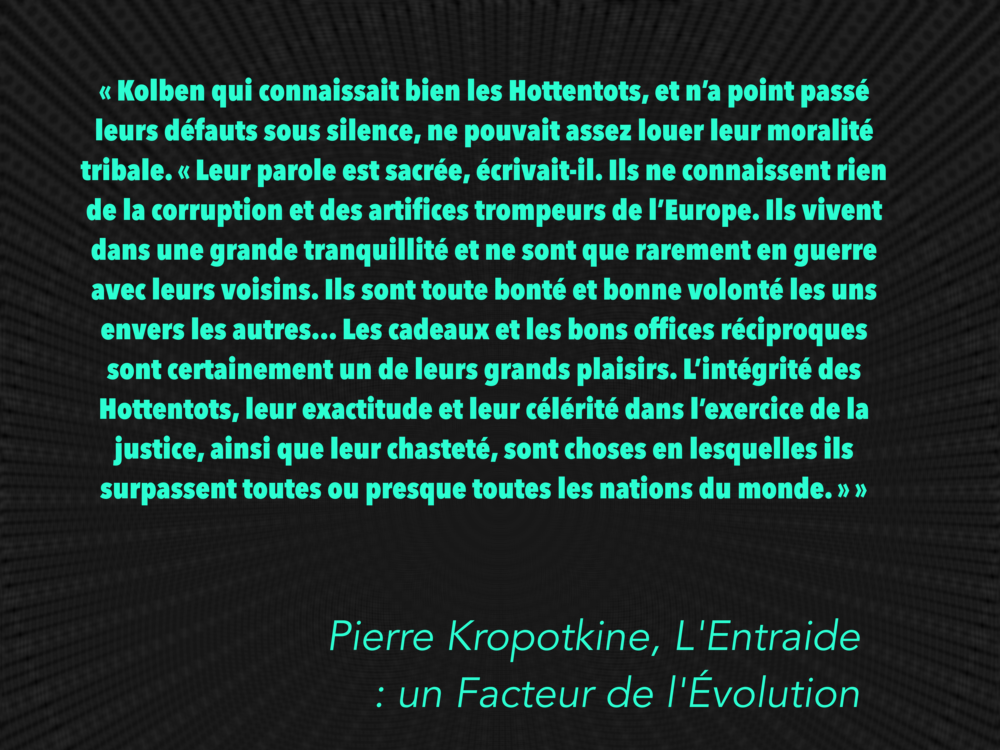 « Kolben qui connaissait bien les Hottentots, et n’a point passé
leurs défauts sous silence, ne pouvait assez louer leur moralité
tribale. « Leur parole est sacrée, écrivait-il. Ils ne connaissent rien
de la corruption et des artifices trompeurs de l’Europe. Ils vivent
dans une grande tranquillité et ne sont que rarement en guerre
avec leurs voisins. Ils sont toute bonté et bonne volonté les uns
envers les autres… Les cadeaux et les bons offices réciproques
sont certainement un de leurs grands plaisirs. L’intégrité des
Hottentots, leur exactitude et leur célérité dans l’exercice de la
justice, ainsi que leur chasteté, sont choses en lesquelles ils
surpassent toutes ou presque toutes les nations du monde. » »
Pierre Kropotkine, L'Entraide
: un Facteur de l'Évolution